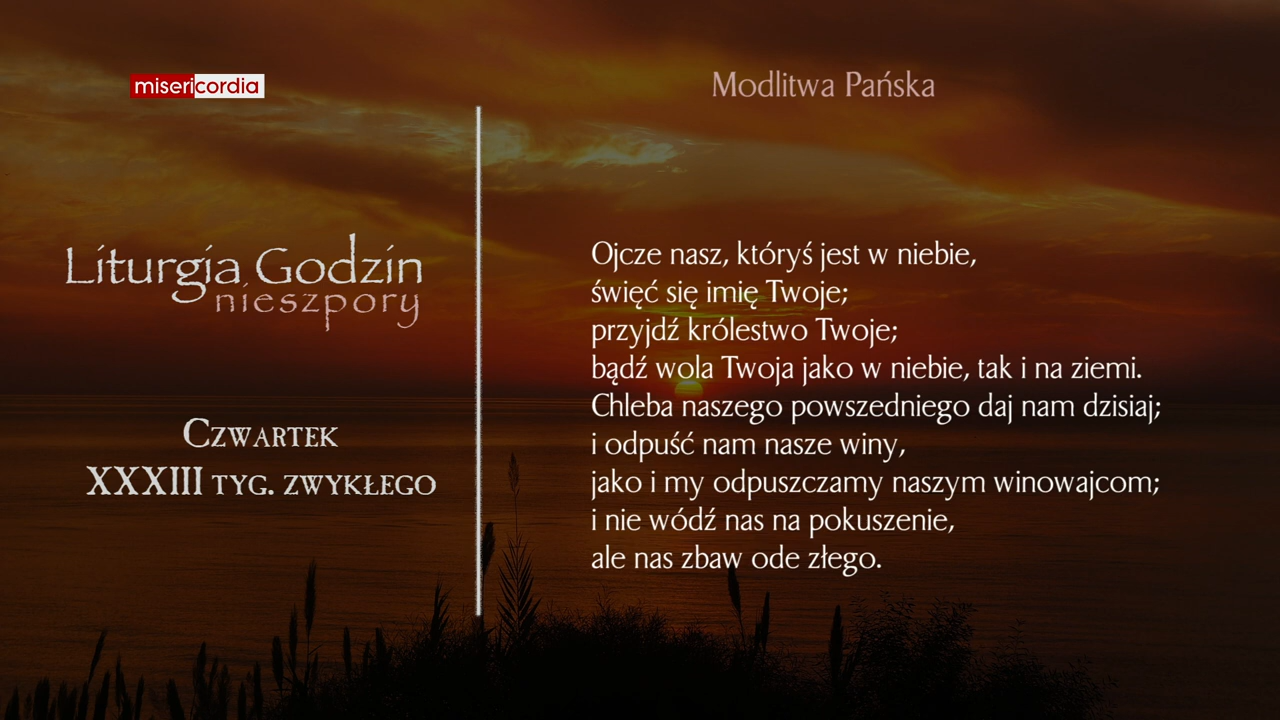 misericordia
Liturgia Godzin
nieszpory
Czwartek
XXXIII tyg. zwykłego
Modlitwa Pańska
Ojcze nasz, któryś jest w niebie,
święć się imię Twoje;
przyjdź królestwo Twoje;
bądź wola Twoja jako w niebie, tak i na ziemi.
Chleba naszego powszedniego daj nam dzisiaj;
i odpuść nam nasze winy,
jako i my odpuszczamy naszym winowajcom;
i nie wódź nas na pokuszenie,
ale nas zbaw ode złego.